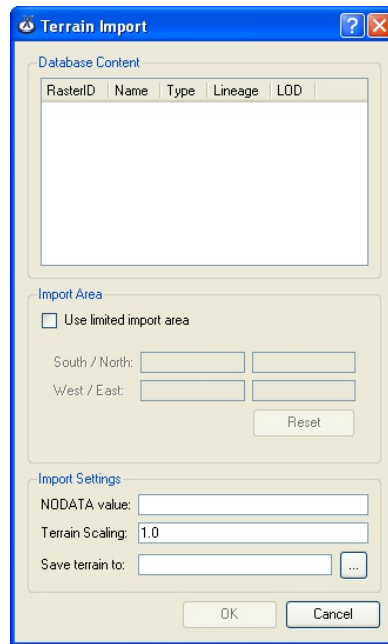 Terrain Import
Database Content
RasterID Name Type Lineage LOD
Import Area
Use limited import area
South / North:
West / East:
Reset
Import Settings
NODATA value:
Terrain Scaling: 1.0
Save terrain to: ...
OK Cancel